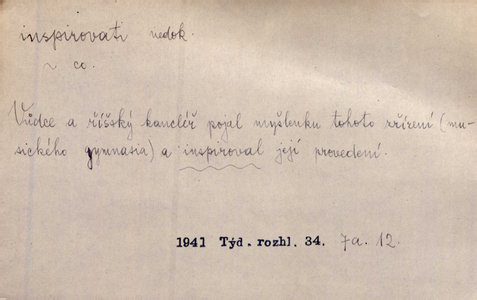 inspirovati nedok.
~ co.
Vůdce a říšský kancléř pojal myšlenku tohoto zřízení (mu-
sického gymnasia) a inspiroval její provedení.
1941 Týd. rozhl. 34. 7a. 12.